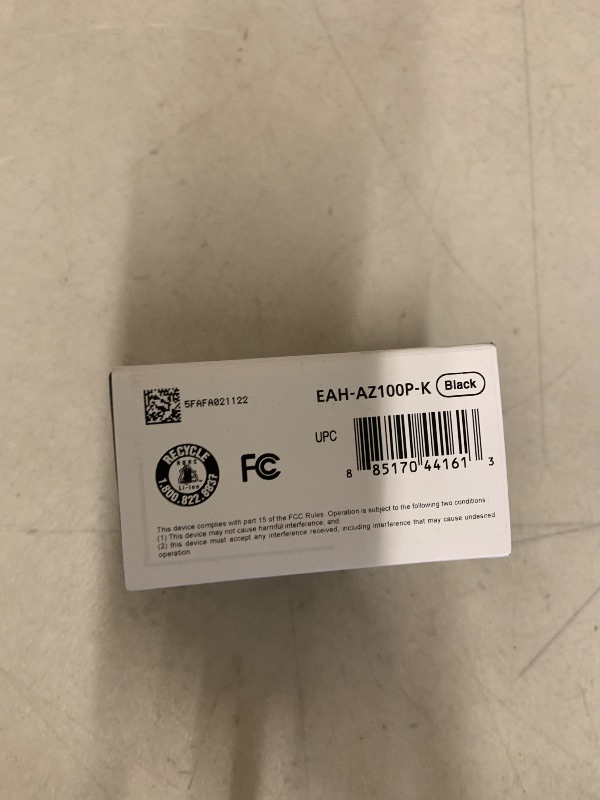 5FAFA021122
EAH-AZ100P-K Black
UPC
8 85170 44161 3
RECYCLE
RBRC
Li-ion
1.800.822.8837
FC
This device complies with part 15 of the FCC Rules. Operation is subject to the following two conditions
(1) This device may not cause harmful interference, and
(2) this device must accept any interference received, including interference that may cause undesired
operation.